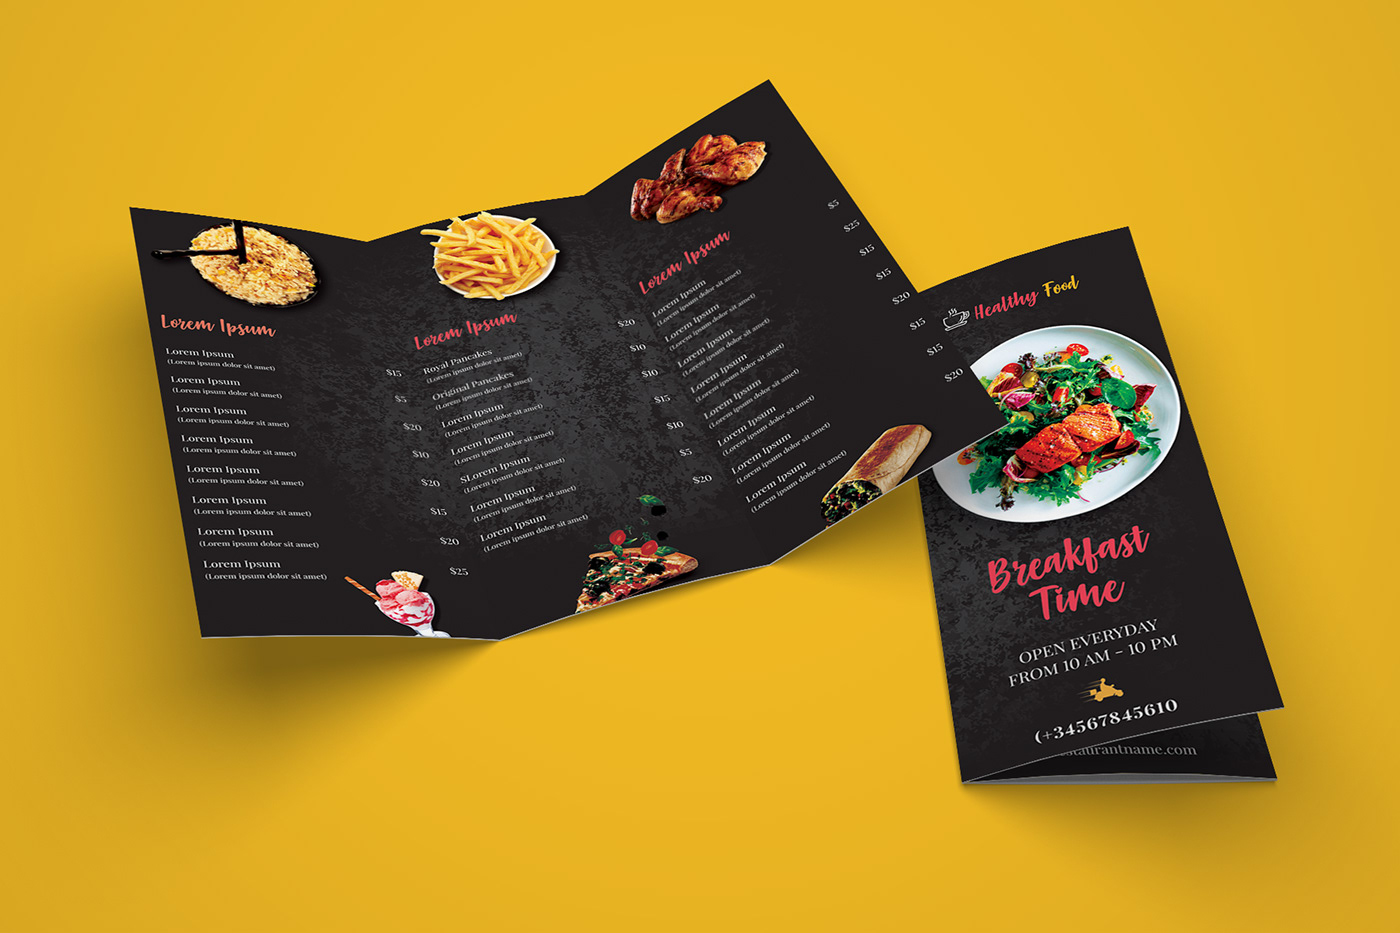 Lorem Ipsum
Lorem Ipsum
(Lorem ipsum dolor sit amet)
$15
Lorem Ipsum
(Lorem ipsum dolor sit amet)
$5
Lorem Ipsum
(Lorem ipsum dolor sit amet)
$20
Lorem Ipsum
(Lorem ipsum dolor sit amet)
$10
Lorem Ipsum
(Lorem ipsum dolor sit amet)
$20
Lorem Ipsum
(Lorem ipsum dolor sit amet)
$15
Lorem Ipsum
(Lorem ipsum dolor sit amet)
$20
Lorem Ipsum
(Lorem ipsum dolor sit amet)
$25
Lorem Ipsum
Royal Pancakes
(Lorem ipsum dolor sit amet)
$20
Original Pancakes
(Lorem ipsum dolor sit amet)
$10
Lorem Ipsum
(Lorem ipsum dolor sit amet)
$10
Lorem Ipsum
(Lorem ipsum dolor sit amet)
$15
SLorem Ipsum
(Lorem ipsum dolor sit amet)
$10
Lorem Ipsum
(Lorem ipsum dolor sit amet)
$5
Lorem Ipsum
(Lorem ipsum dolor sit amet)
$20
Lorem Ipsum
Lorem Ipsum
(Lorem ipsum dolor sit amet)
$5
Lorem Ipsum
(Lorem ipsum dolor sit amet)
$25
Lorem Ipsum
(Lorem ipsum dolor sit amet)
$15
Lorem Ipsum
(Lorem ipsum dolor sit amet)
$15
Lorem Ipsum
(Lorem ipsum dolor sit amet)
$20
Lorem Ipsum
(Lorem ipsum dolor sit amet)
$15
Lorem Ipsum
(Lorem ipsum dolor sit amet)
$15
Lorem Ipsum
(Lorem ipsum dolor sit amet)
$20
Healthy Food
Breakfast
Time
OPEN EVERYDAY
FROM 10 AM - 10 PM
(+34567845610
staurantname.com